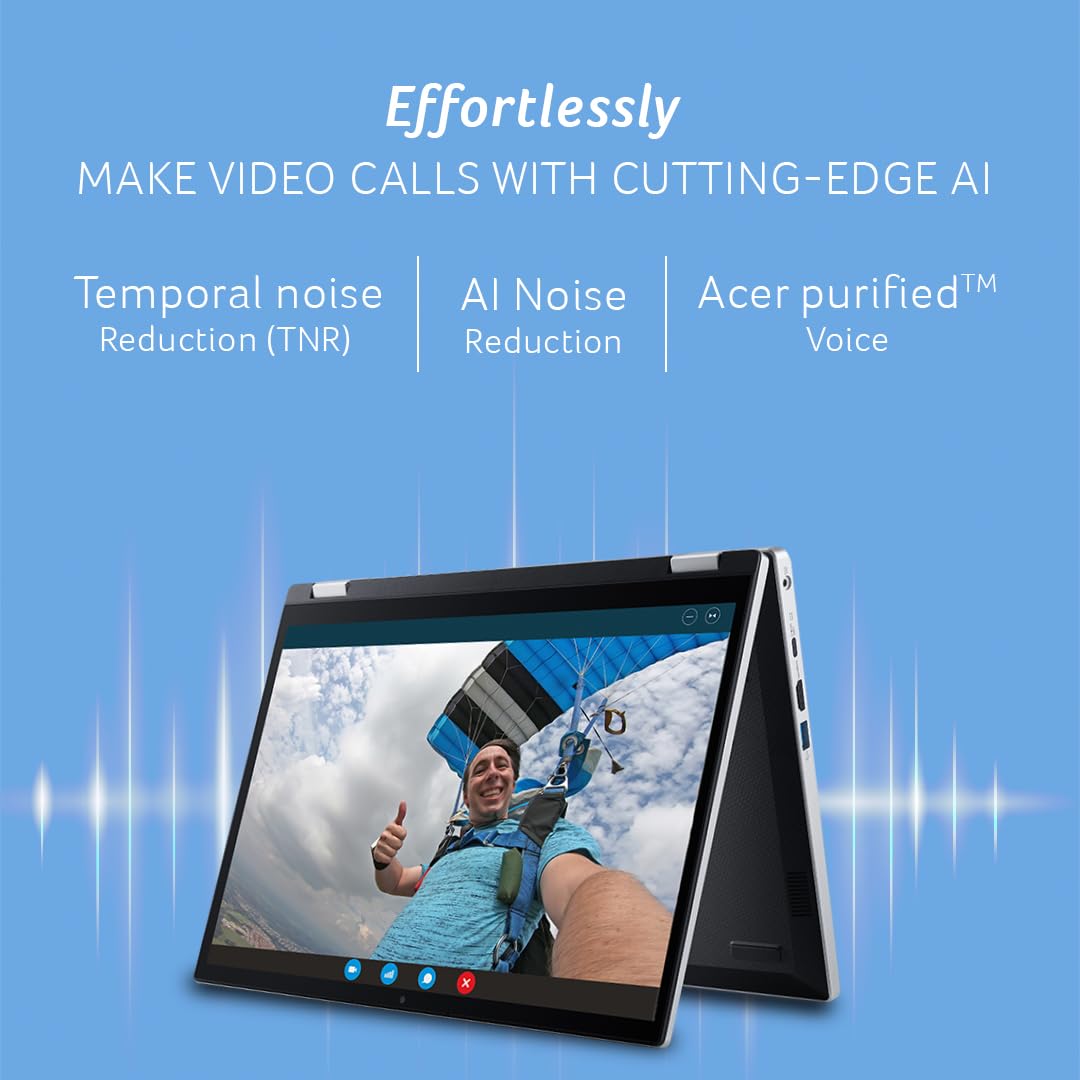 Effortlessly
MAKE VIDEO CALLS WITH CUTTING-EDGE AI
Temporal noise
Reduction (TNR)
AI Noise
Reduction
Acer purified™
Voice